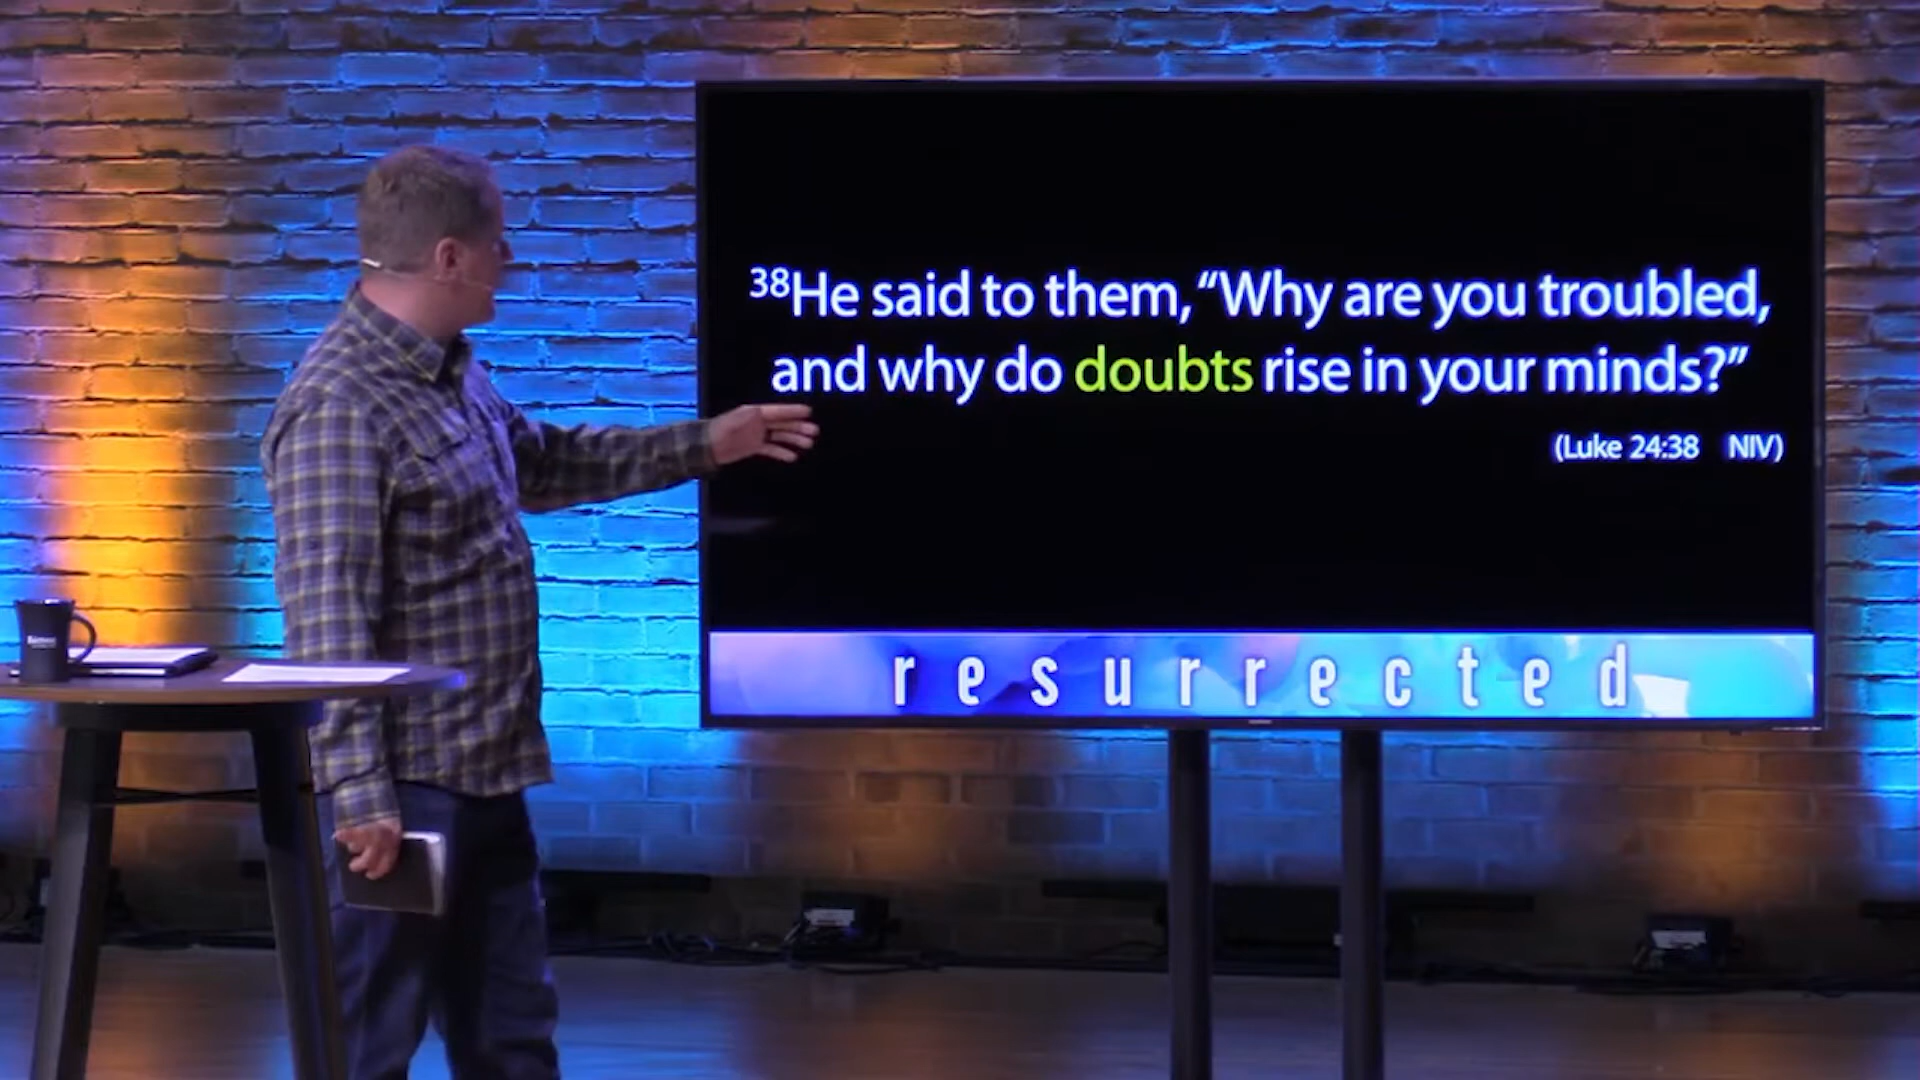 38He said to them, “Why are you troubled,
and why do doubts rise in your minds?”
(Luke 24:38 NIV)
resurrected